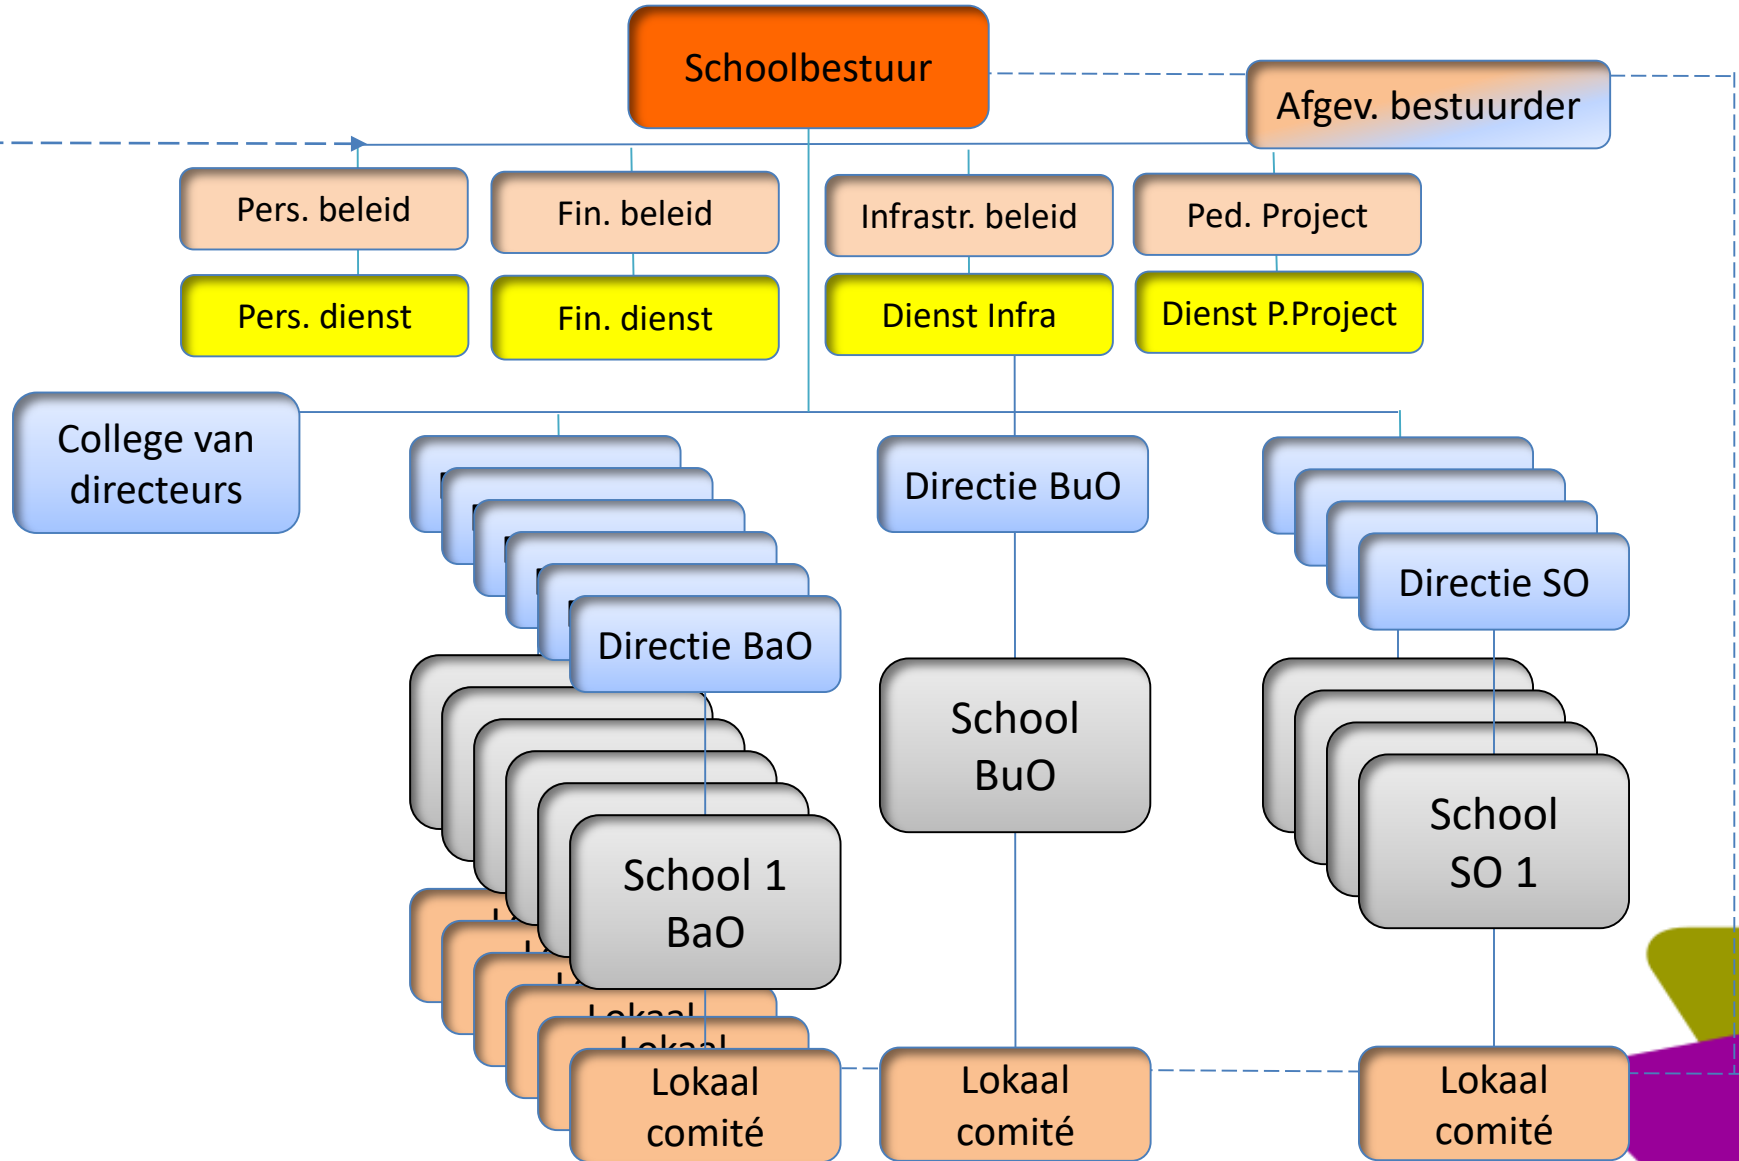 Schoolbestuur
Afgev. bestuurder
Pers. beleid
Fin. beleid
Infrastr. beleid
Ped. Project
Pers. dienst
Fin. dienst
Dienst Infra
Dienst P.Project
College van
directeurs
Directie BuO
Directie SO
Directie BaO
School
BuO
School
SO 1
School 1
BaO
Lokaal
Lokaal
Lokaal
comité
Lokaal
comité
Lokaal
comité